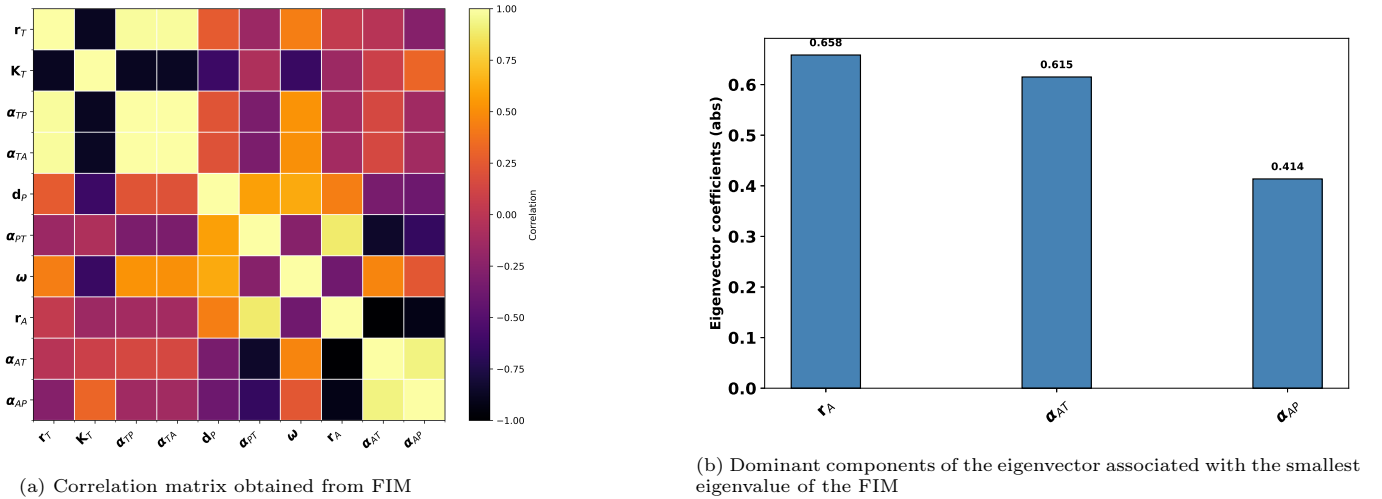 r_T
K_T
α_TP
α_TA
d_P
α_PT
ω
r_A
α_AT
α_AP
r_T K_T α_TP α_TA d_P α_PT ω r_A α_AT α_AP
1.00
0.75
0.50
0.25
0.00
−0.25
−0.50
−0.75
−1.00
Correlation
(a) Correlation matrix obtained from FIM
Eigenvector coefficients (abs)
0.6
0.5
0.4
0.3
0.2
0.1
0.0
0.658
0.615
0.414
r_A α_AT α_AP
(b) Dominant components of the eigenvector associated with the smallest
eigenvalue of the FIM